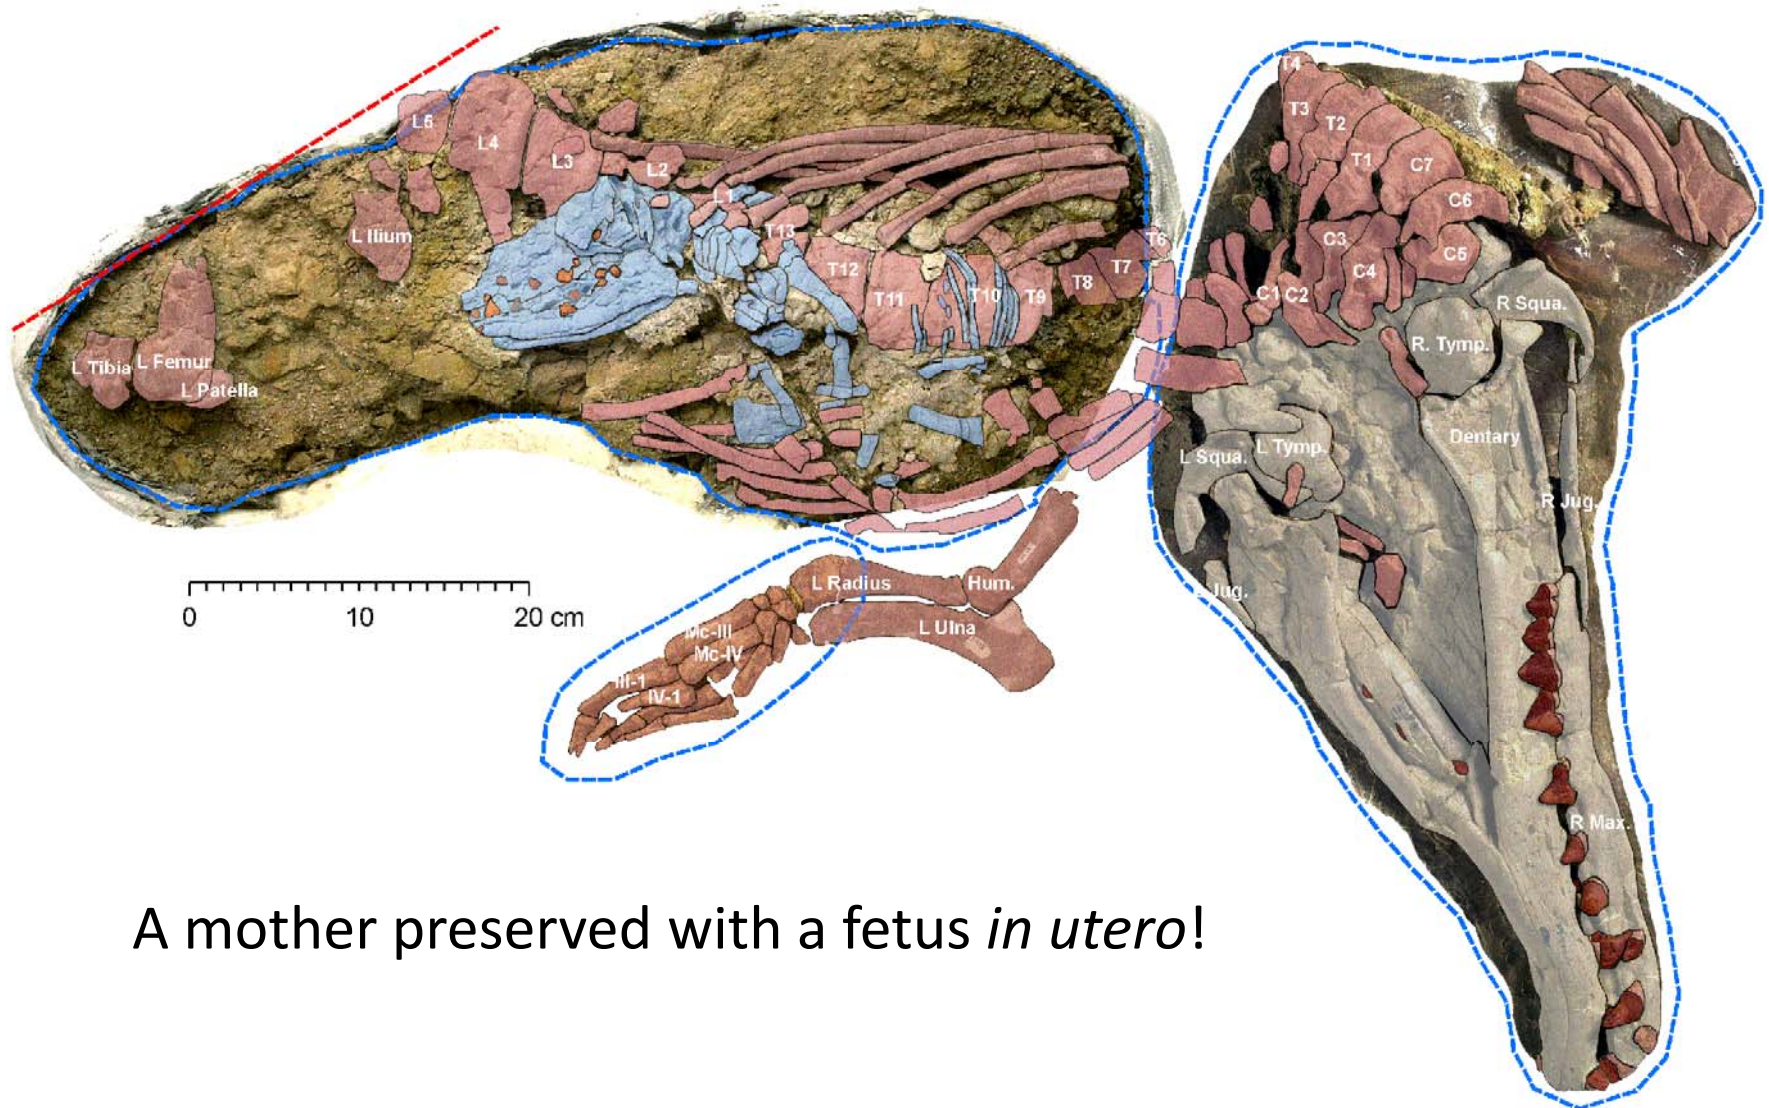 L5
L4
L3
L2
L1
L Ilium
T13
T12
T11
T10
T9
T8
T7
T6
L Tibia
L Femur
L Patella
T4
T3
T2
T1
C7
C6
C5
C3
C4
C1
C2
R Squa.
R. Tymp.
Dentary
L Squa.
L Tymp.
R Jug.
Jug.
R Max.
L Radius
Hum.
L Ulna
Mc-III
Mc-IV
III-1
IV-1
0 10 20 cm
A mother preserved with a fetus in utero!